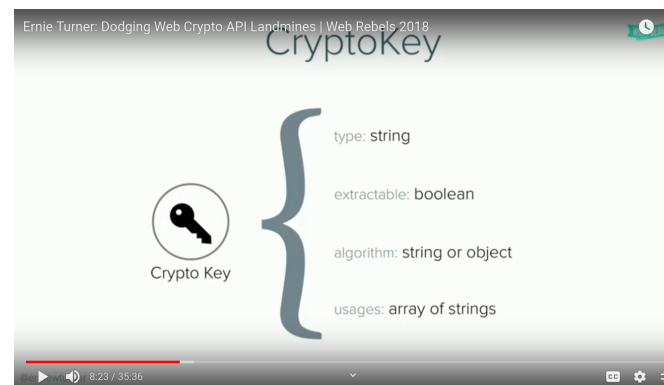 Ernie Turner: Dodging Web Crypto API Landmines | Web Rebels 2018
CryptoKey
type: string
extractable: boolean
Crypto Key
algorithm: string or object
usages: array of strings
8:23 / 35:36
CC